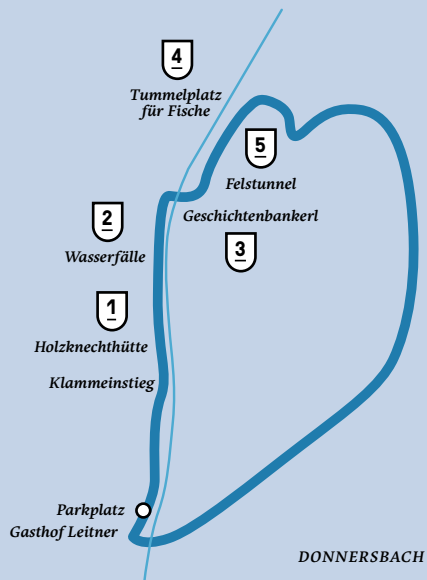 4
Tummelplatz
für Fische
5
Felstunnel
Geschichtenbankerl
3
2
Wasserfälle
1
Holzknechthütte
Klammeinstieg
Parkplatz
Gasthof Leitner
DONNERSBACH